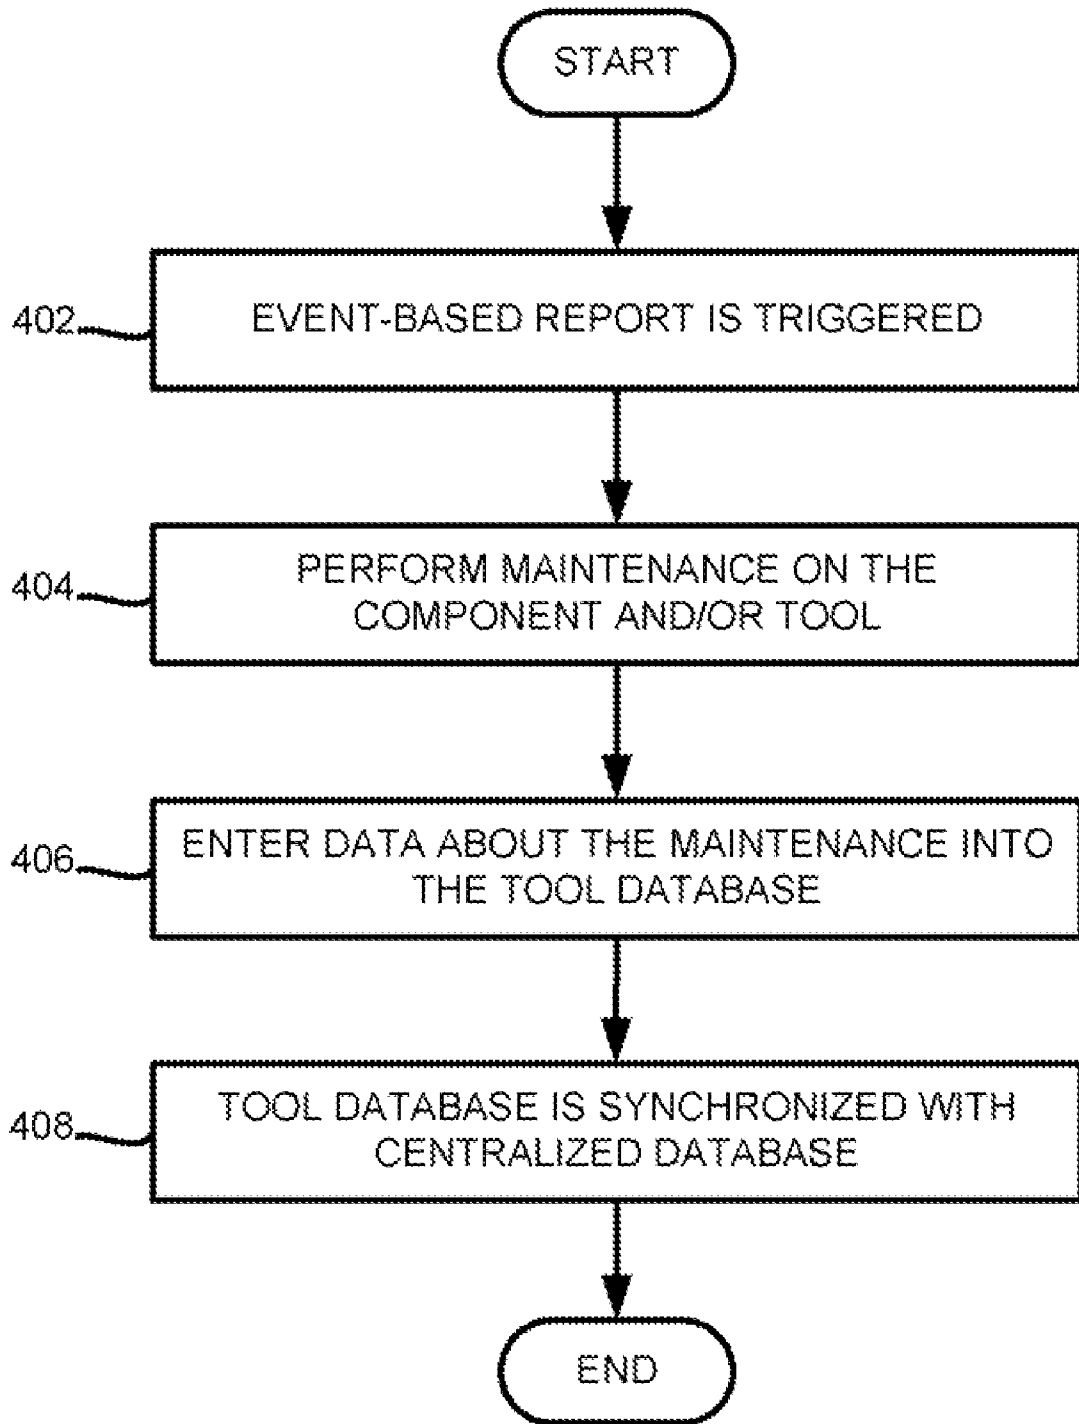 START
402
EVENT-BASED REPORT IS TRIGGERED
404
PERFORM MAINTENANCE ON THE
COMPONENT AND/OR TOOL
406
ENTER DATA ABOUT THE MAINTENANCE INTO
THE TOOL DATABASE
408
TOOL DATABASE IS SYNCHRONIZED WITH
CENTRALIZED DATABASE
END